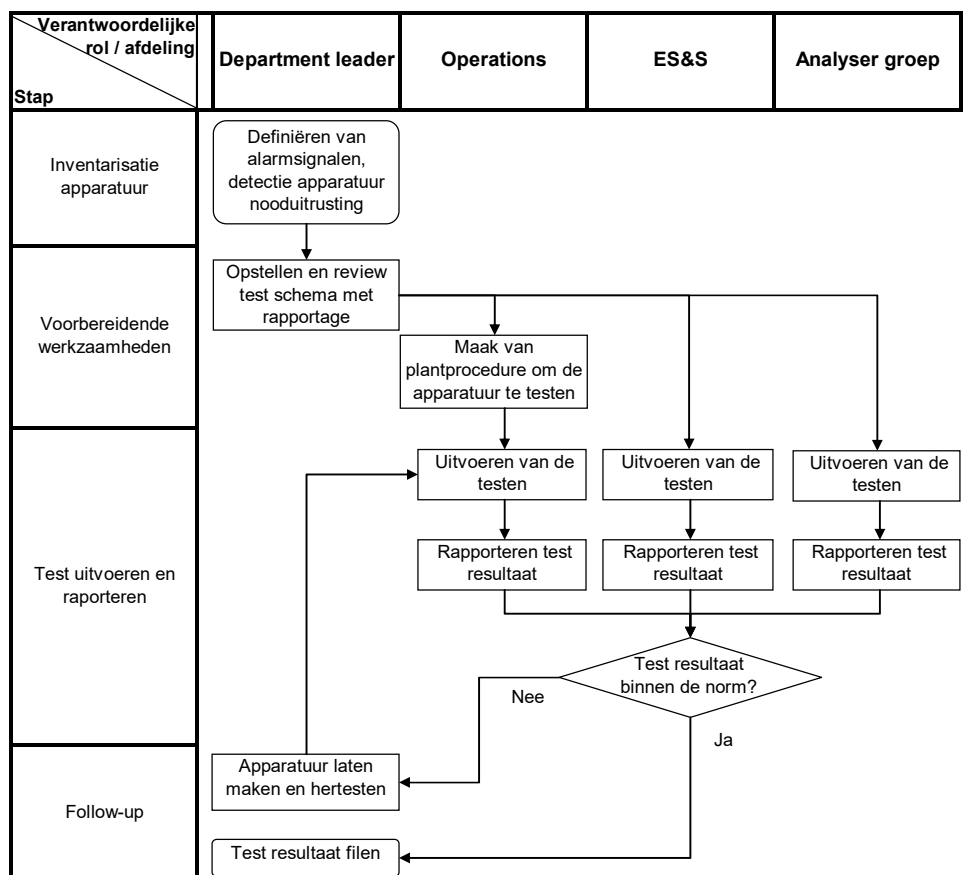 Verantwoordelijke
rol / afdeling
Stap
Department leader
Operations
ES&S
Analyser groep
Inventarisatie
apparatuur
Definiëren van
alarmsignalen,
detectie apparatuur
nooduitrusting
Voorbereidende
werkzaamheden
Opstellen en review
test schema met
rapportage
Maak van
plantprocedure om de
apparatuur te testen
Test uitvoeren en
raporteren
Uitvoeren van de
testen
Uitvoeren van de
testen
Uitvoeren van de
testen
Rapporteren test
resultaat
Rapporteren test
resultaat
Rapporteren test
resultaat
Test resultaat
binnen de norm?
Nee
Ja
Follow-up
Apparatuur laten
maken en hertesten
Test resultaat filen